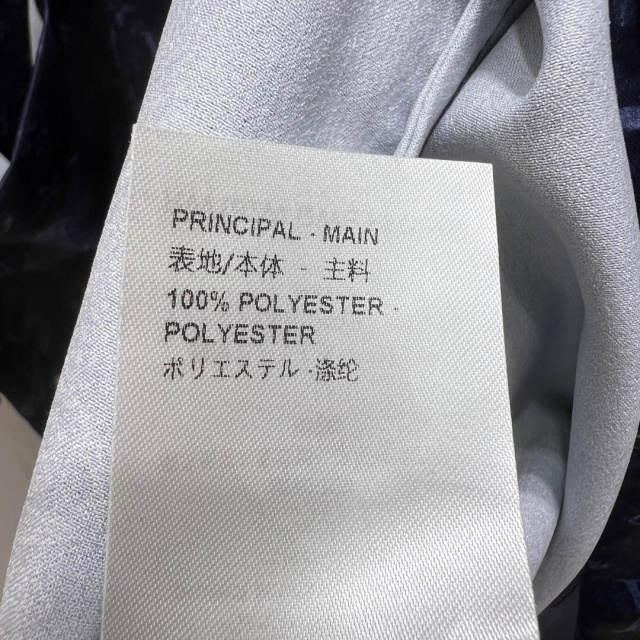 PRINCIPAL - MAIN
表地/本体 - 主料
100% POLYESTER -
POLYESTER
ポリエステル -涤纶